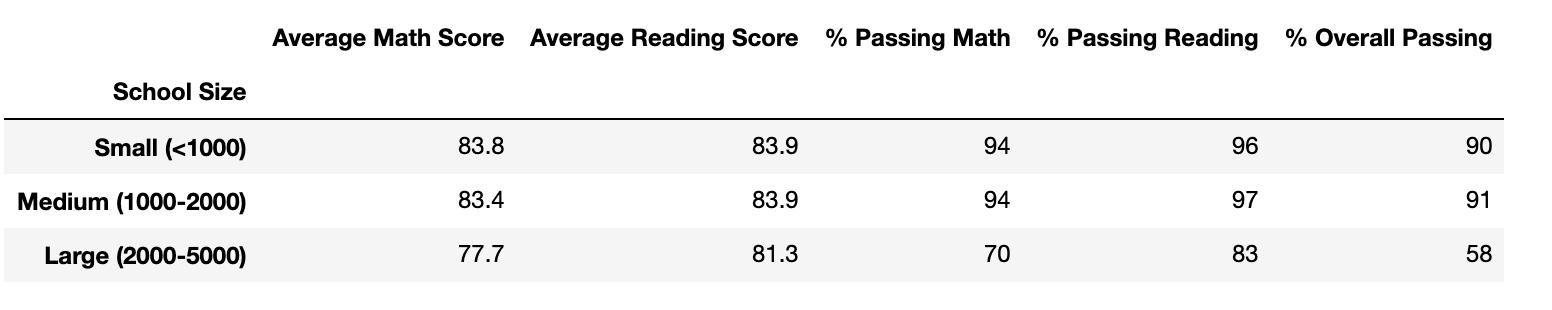 Average Math Score Average Reading Score % Passing Math % Passing Reading % Overall Passing
School Size
Small (<1000) 83.8 83.9 94 96 90
Medium (1000-2000) 83.4 83.9 94 97 91
Large (2000-5000) 77.7 81.3 70 83 58